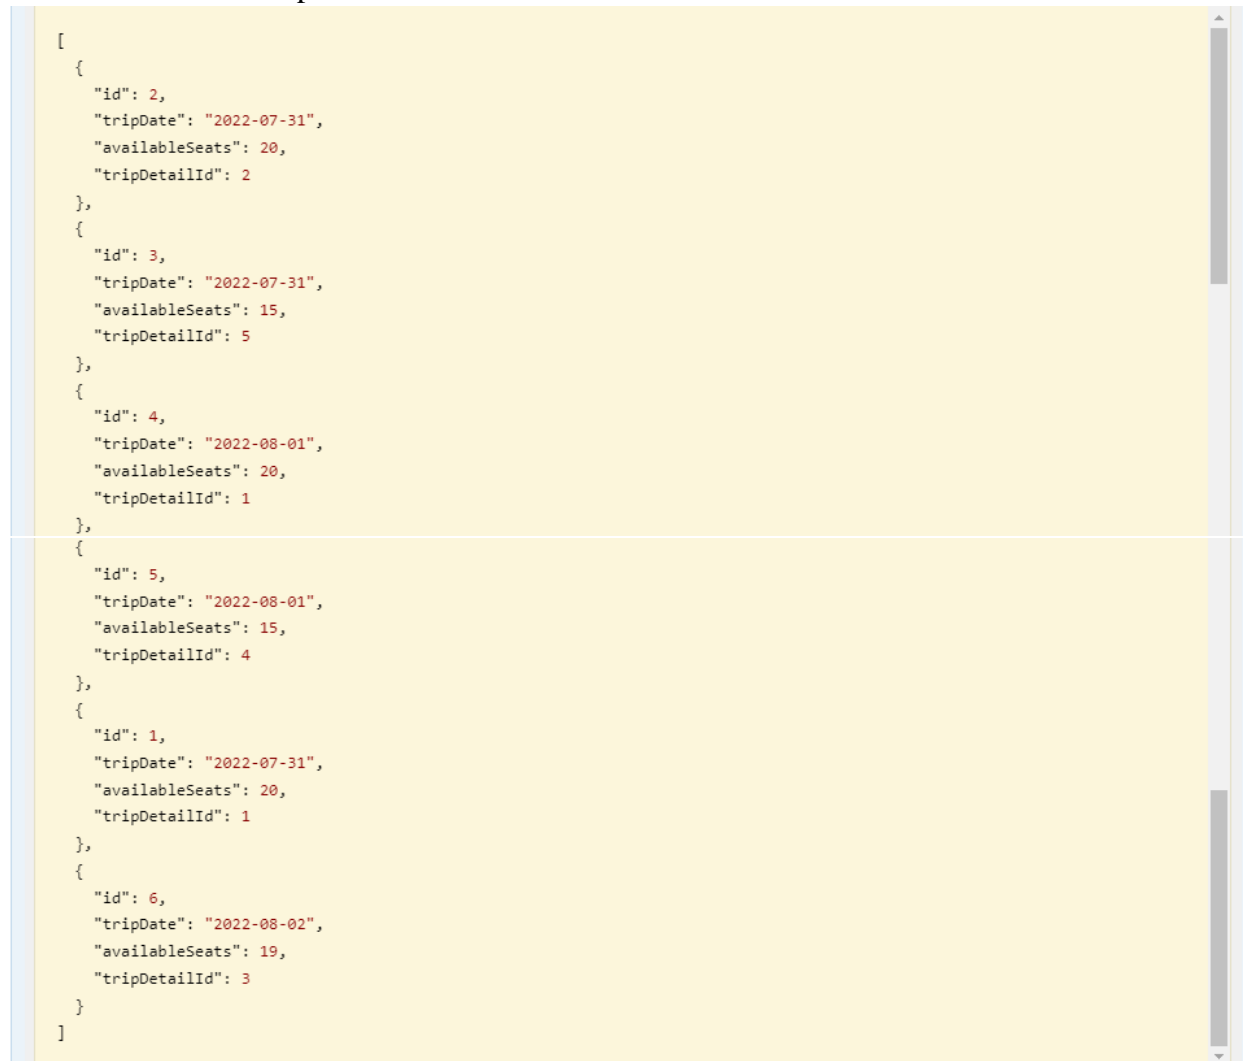 [
  {
    "id": 2,
    "tripDate": "2022-07-31",
    "availableSeats": 20,
    "tripDetailId": 2
  },
  {
    "id": 3,
    "tripDate": "2022-07-31",
    "availableSeats": 15,
    "tripDetailId": 5
  },
  {
    "id": 4,
    "tripDate": "2022-08-01",
    "availableSeats": 20,
    "tripDetailId": 1
  },
  {
    "id": 5,
    "tripDate": "2022-08-01",
    "availableSeats": 15,
    "tripDetailId": 4
  },
  {
    "id": 1,
    "tripDate": "2022-07-31",
    "availableSeats": 20,
    "tripDetailId": 1
  },
  {
    "id": 6,
    "tripDate": "2022-08-02",
    "availableSeats": 19,
    "tripDetailId": 3
  }
]